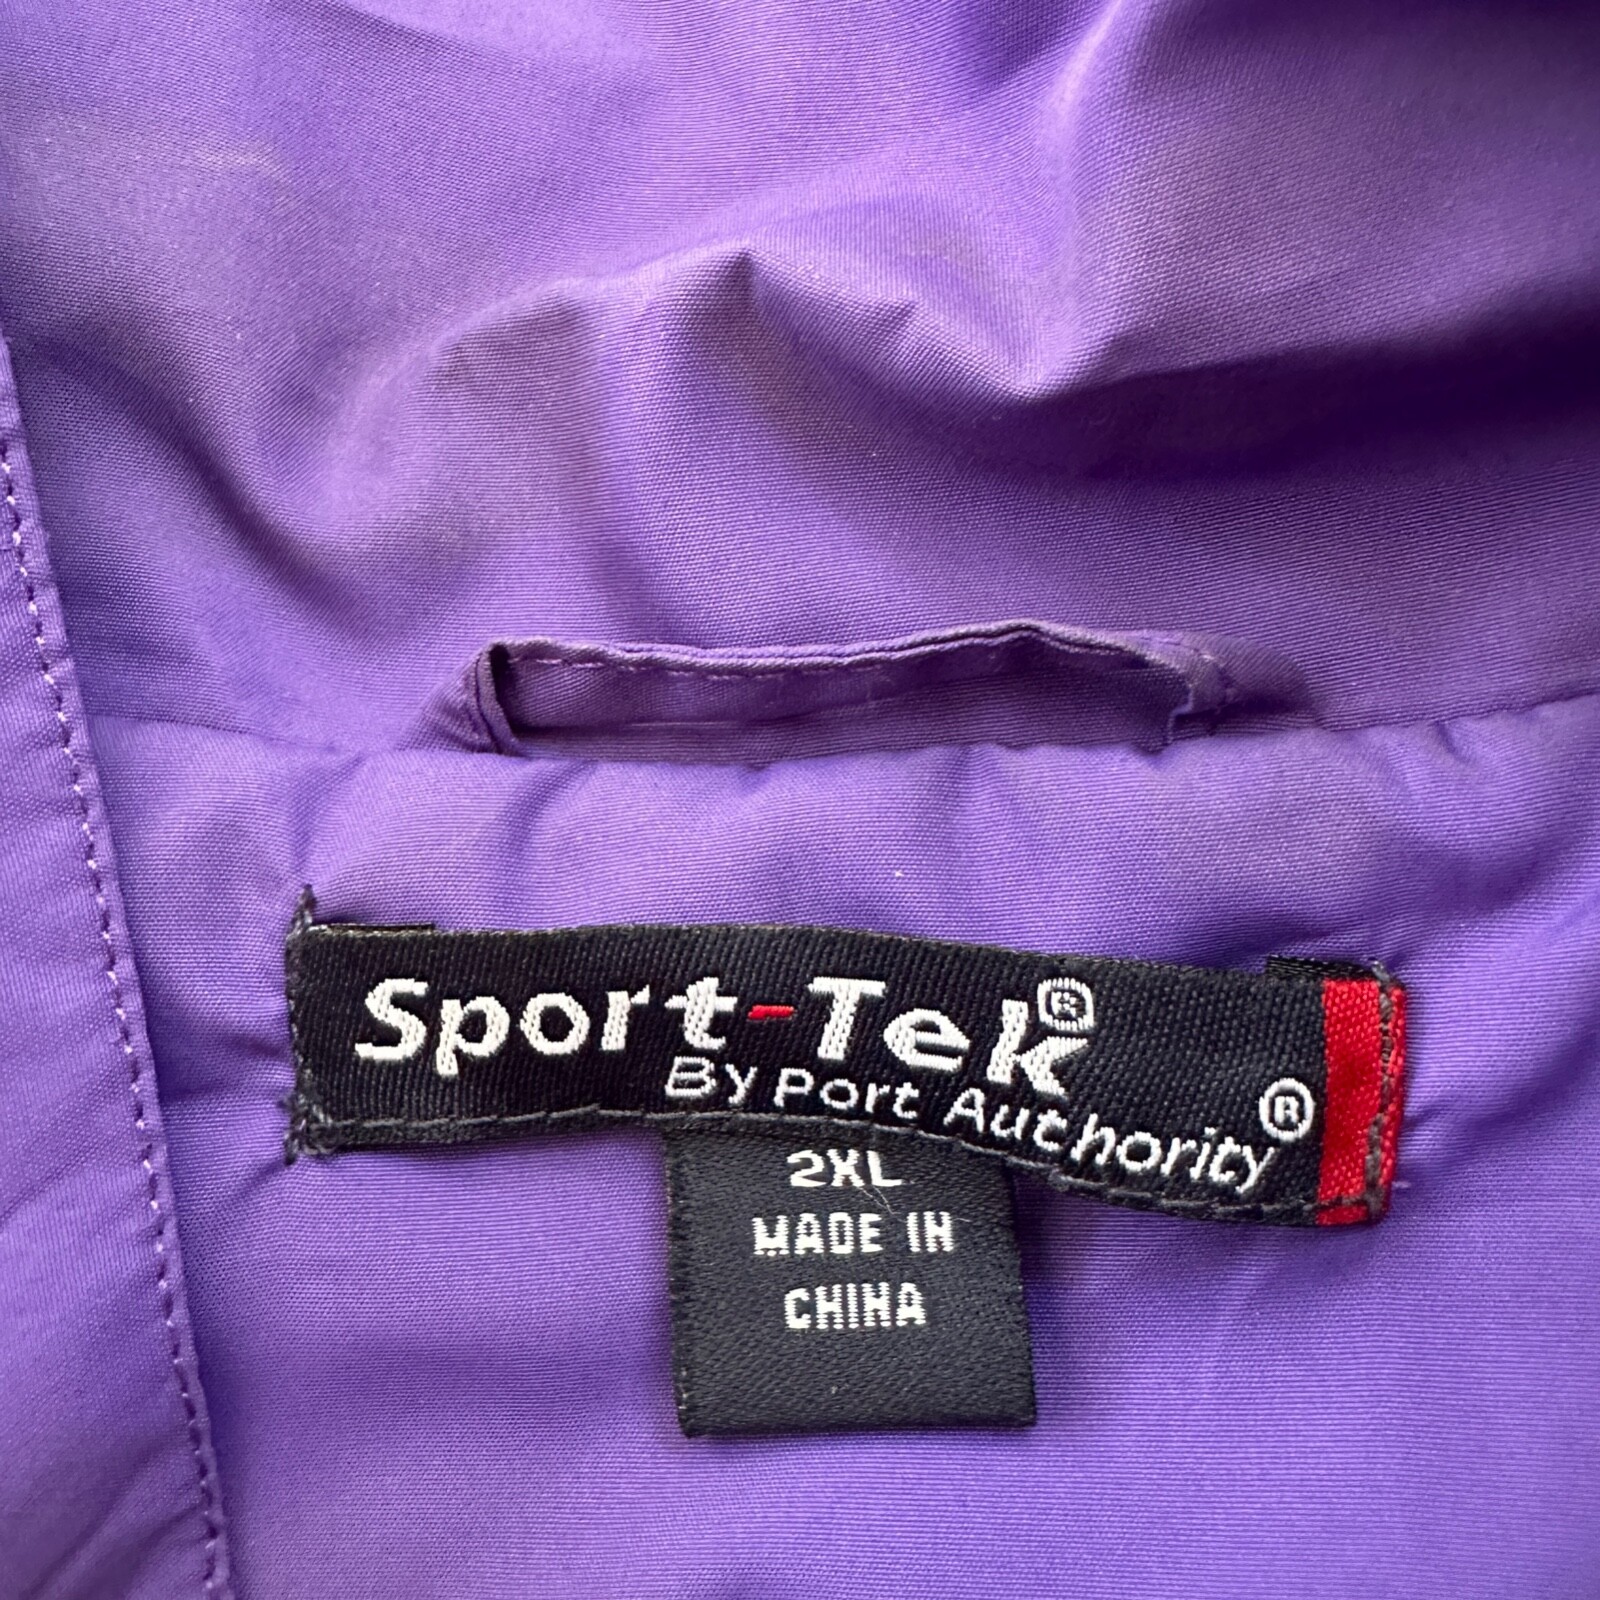 Sport-Tek®
By Port Authority®
2XL
MADE IN
CHINA